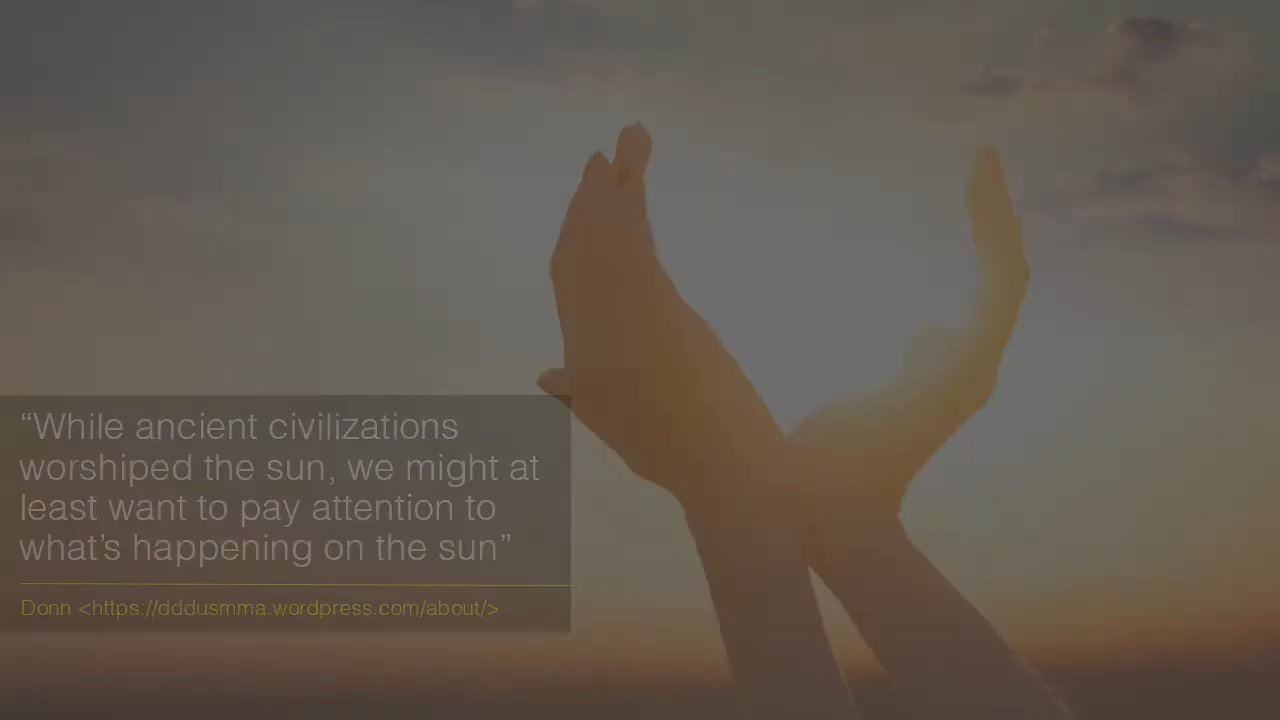 “While ancient civilizations
worshiped the sun, we might at
least want to pay attention to
what’s happening on the sun”
Donn <https://dddusmma.wordpress.com/about/>